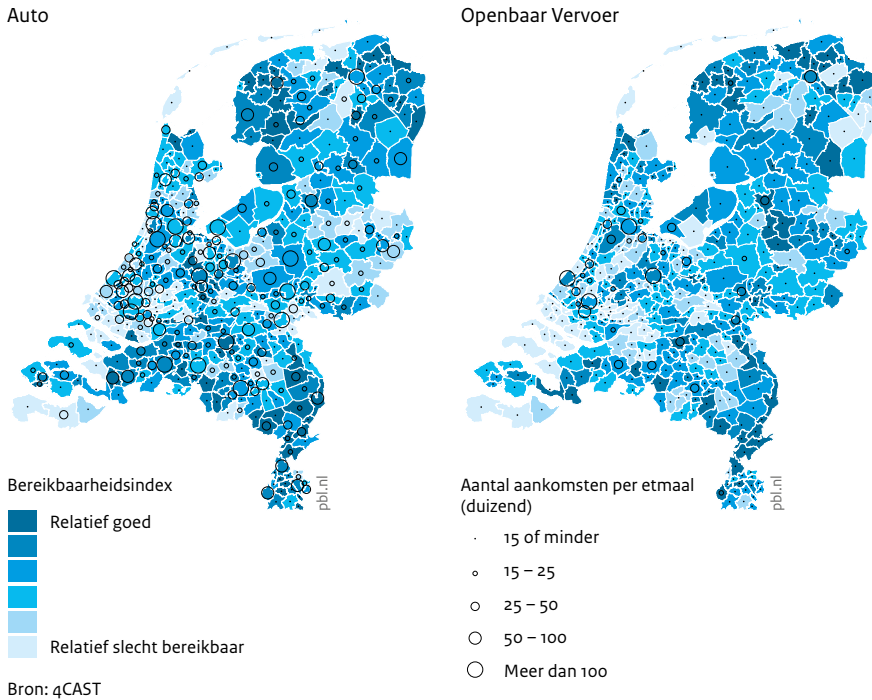 Auto
Openbaar Vervoer
pbl.nl
pbl.nl
Bereikbaarheidsindex
Relatief goed
Relatief slecht bereikbaar
Aantal aankomsten per etmaal
(duizend)
15 of minder
15 – 25
25 – 50
50 – 100
Meer dan 100
Bron: 4CAST